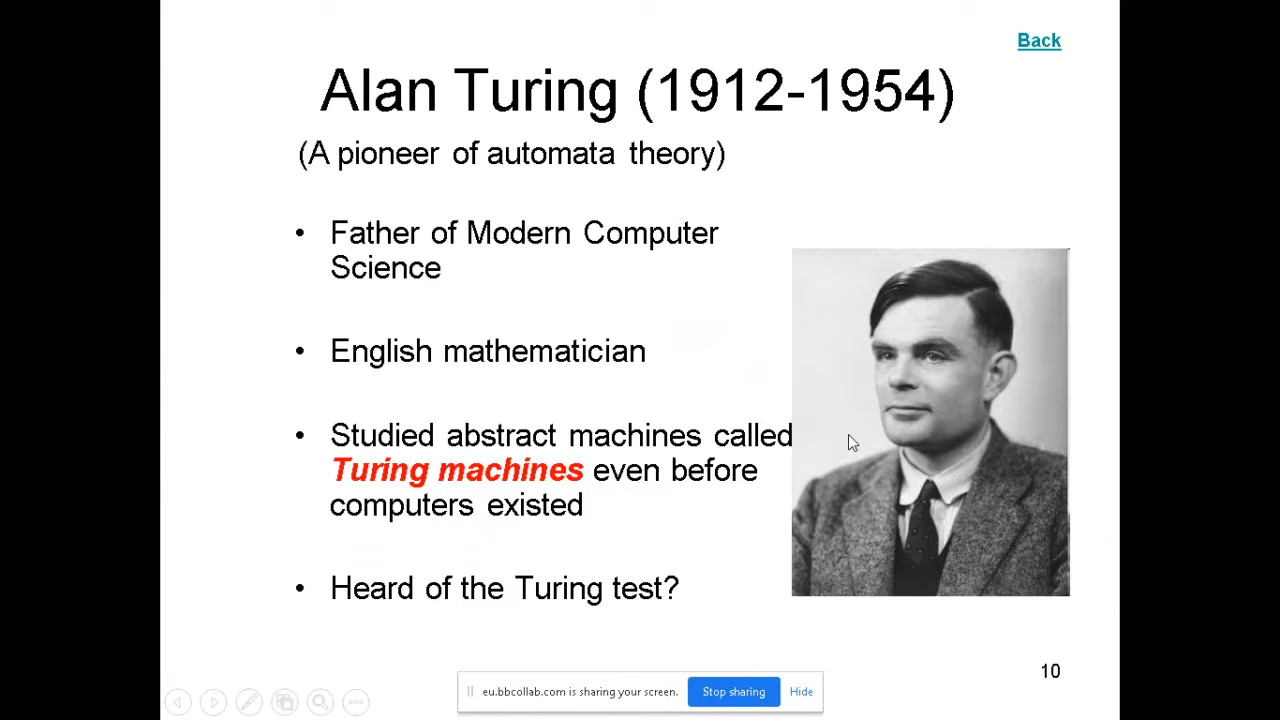 Back
Alan Turing (1912-1954)
(A pioneer of automata theory)
• Father of Modern Computer
Science
• English mathematician
• Studied abstract machines called
Turing machines even before
computers existed
• Heard of the Turing test?
10
eu.bbcollab.com is sharing your screen. Stop sharing Hide